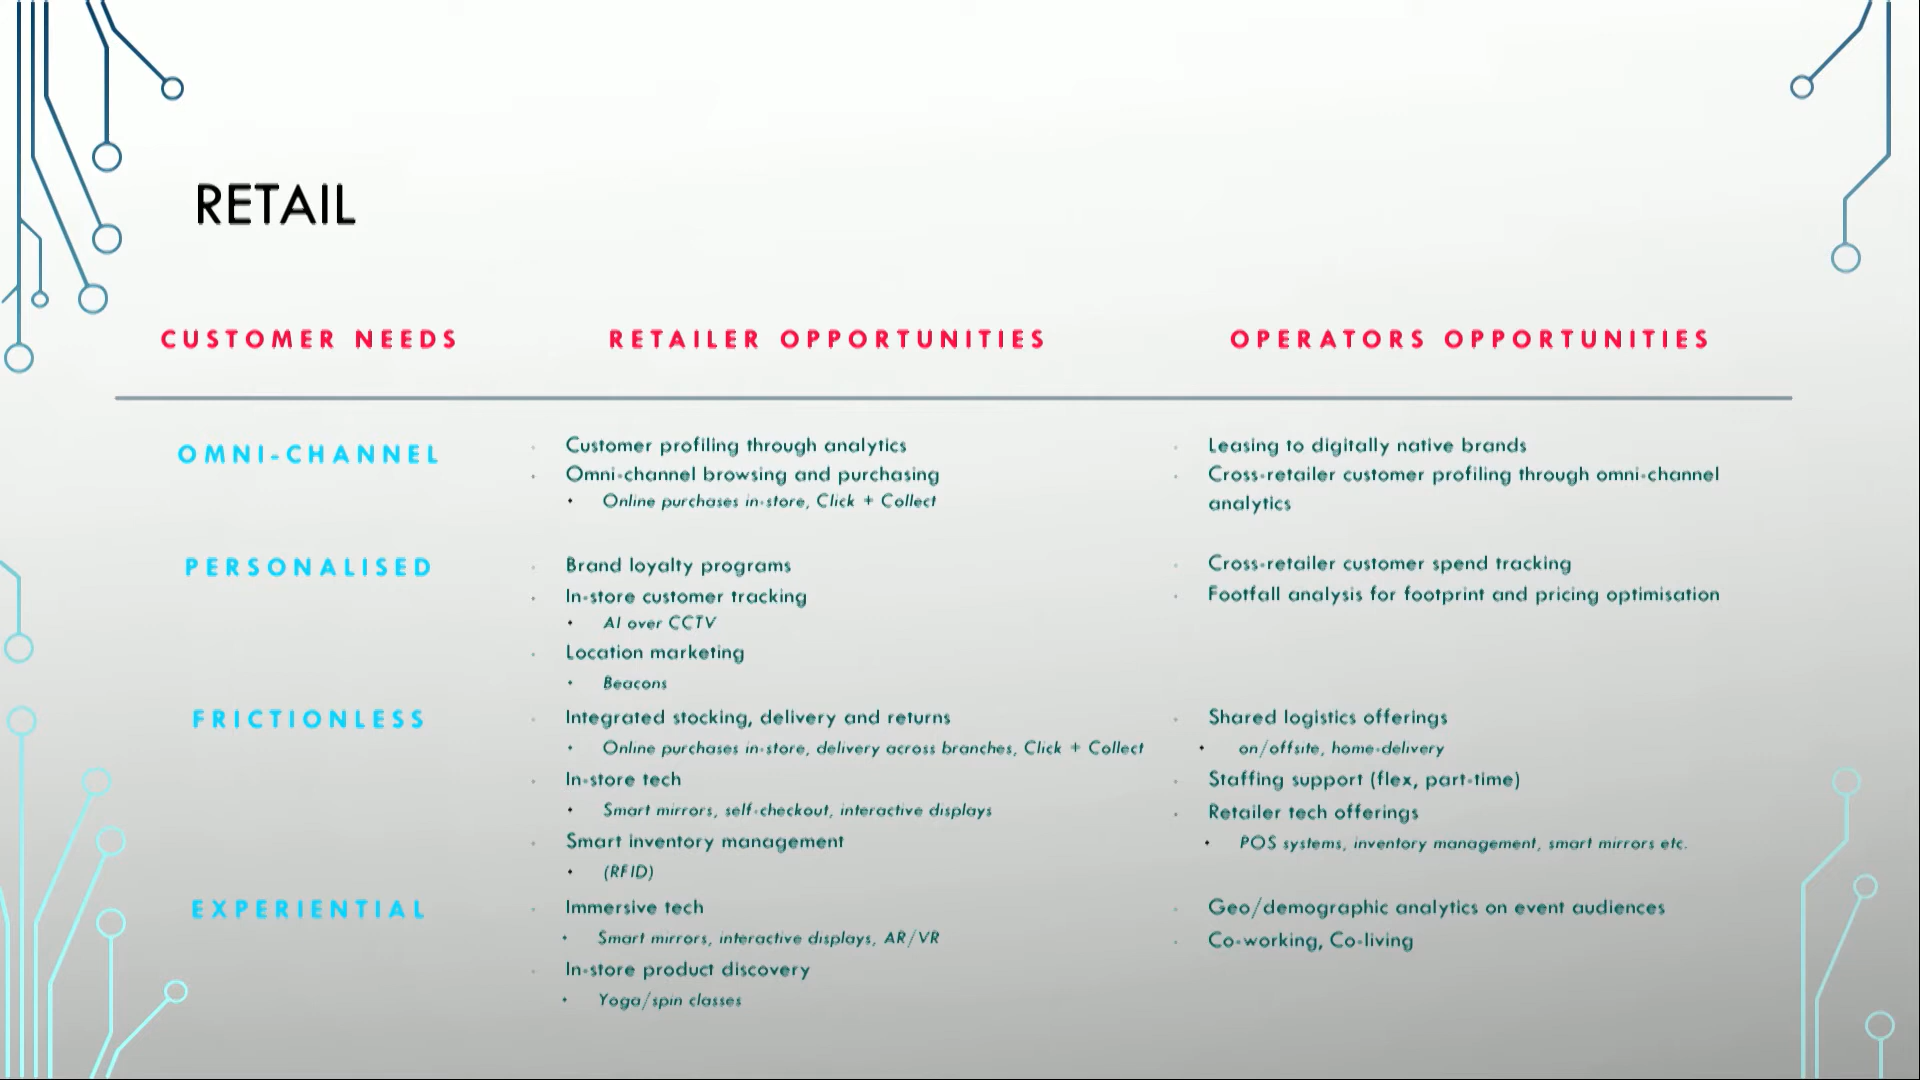 RETAIL
CUSTOMER NEEDS
RETAILER OPPORTUNITIES
OPERATORS OPPORTUNITIES
OMNI-CHANNEL
Customer profiling through analytics
Omni-channel browsing and purchasing
Online purchases in-store, Click + Collect
Leasing to digitally native brands
Cross-retailer customer profiling through omni-channel
analytics
PERSONALISED
Brand loyalty programs
In-store customer tracking
AI over CCTV
Location marketing
Beacons
Cross-retailer customer spend tracking
Footfall analysis for footprint and pricing optimisation
FRICTIONLESS
Integrated stocking, delivery and returns
Online purchases in-store, delivery across branches, Click + Collect
In-store tech
Smart mirrors, self-checkout, interactive displays
Smart inventory management
(RFID)
Shared logistics offerings
on/offsite, home-delivery
Staffing support (flex, part-time)
Retailer tech offerings
POS systems, inventory management, smart mirrors etc.
EXPERIENTIAL
Immersive tech
Smart mirrors, interactive displays, AR/VR
In-store product discovery
Yoga/spin classes
Geo/demographic analytics on event audiences
Co-working, Co-living